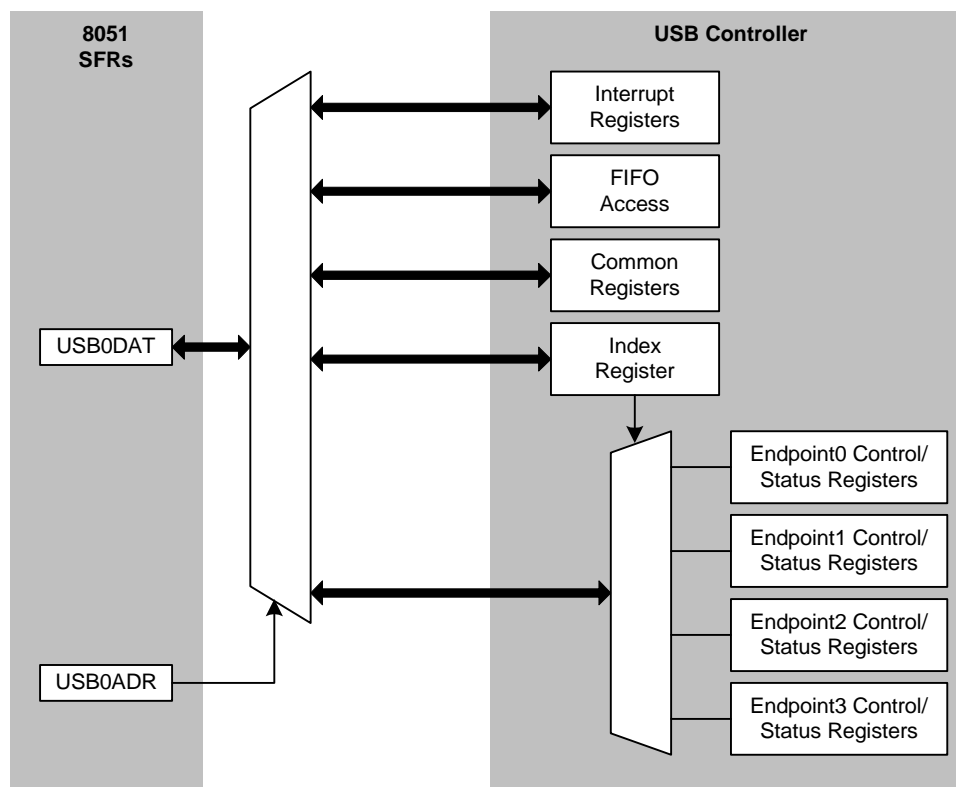 8051
SFRs
USB Controller
Interrupt
Registers
FIFO
Access
Common
Registers
USB0DAT
Index
Register
Endpoint0 Control/
Status Registers
Endpoint1 Control/
Status Registers
Endpoint2 Control/
Status Registers
USB0ADR
Endpoint3 Control/
Status Registers